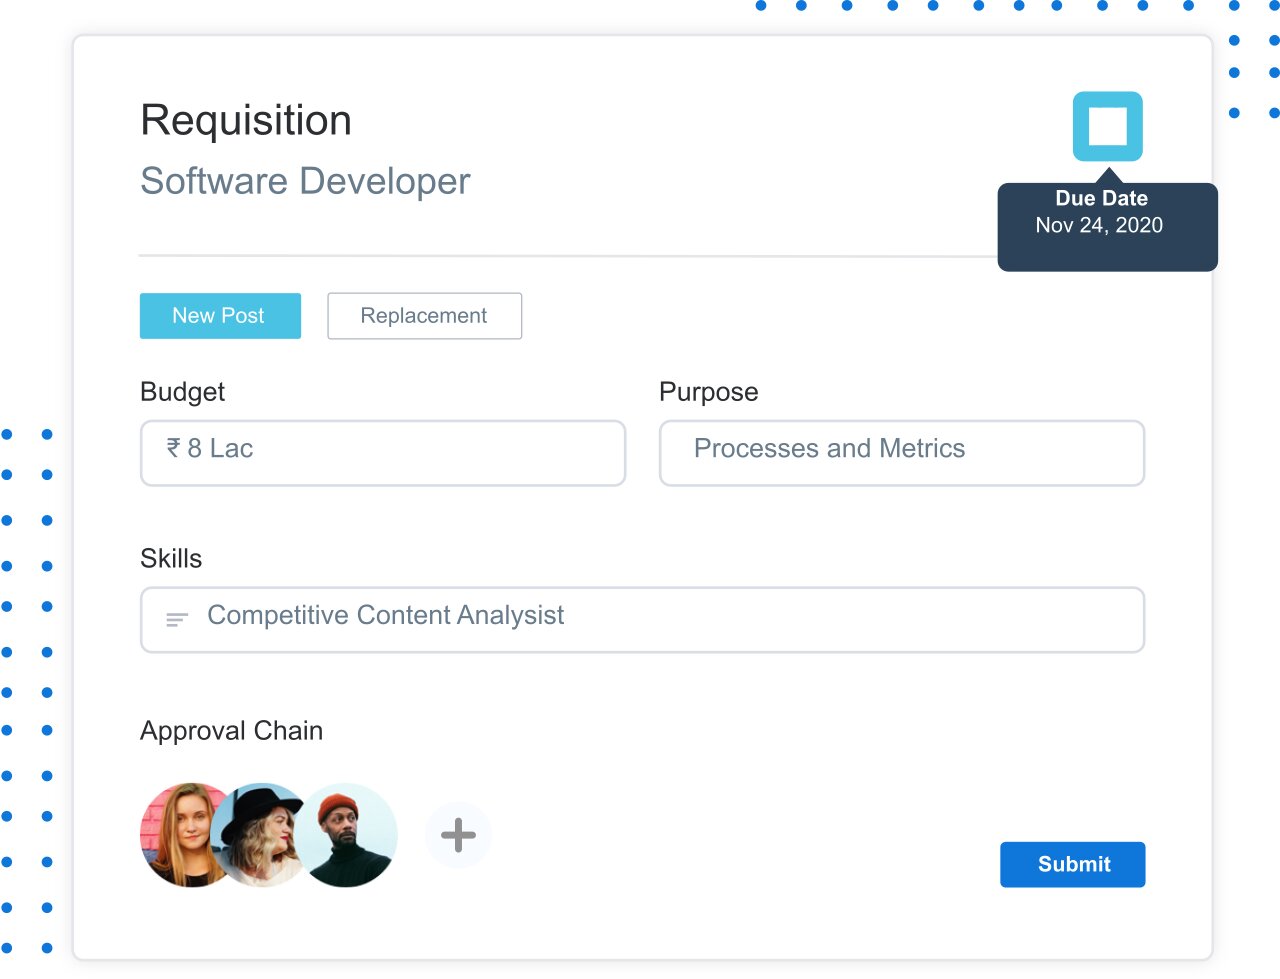 Requisition
Software Developer
Due Date
Nov 24, 2020
New Post
Replacement
Budget
Purpose
₹ 8 Lac
Processes and Metrics
Skills
Competitive Content Analysist
Approval Chain
Submit